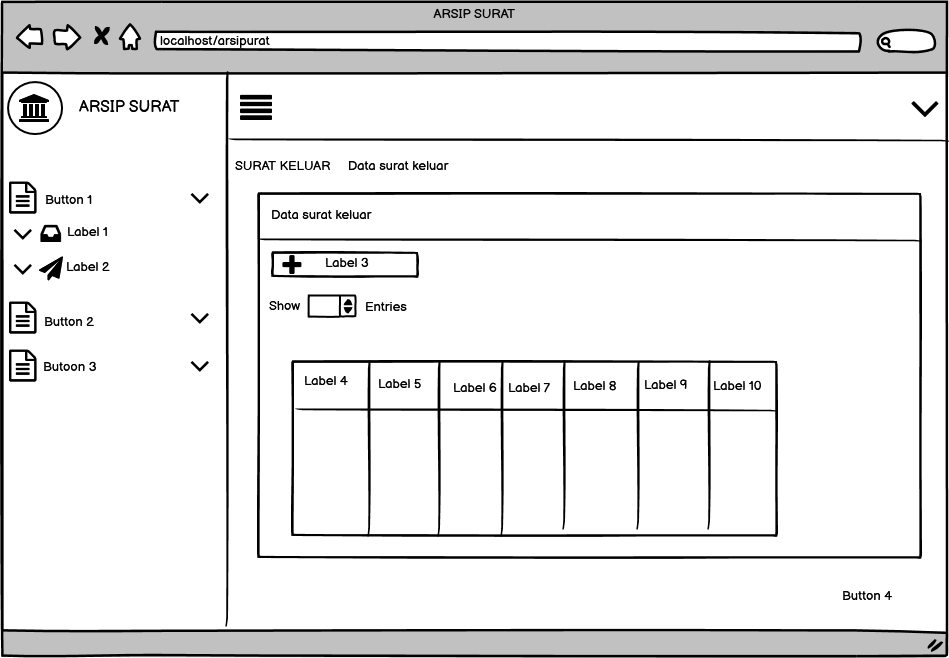 ARSIP SURAT
localhost/arsipurat
ARSIP SURAT
Button 1
Label 1
Label 2
Button 2
Butoon 3
SURAT KELUAR Data surat keluar
Data surat keluar
Label 3
Show Entries
Label 4 Label 5 Label 6 Label 7 Label 8 Label 9 Label 10
Button 4